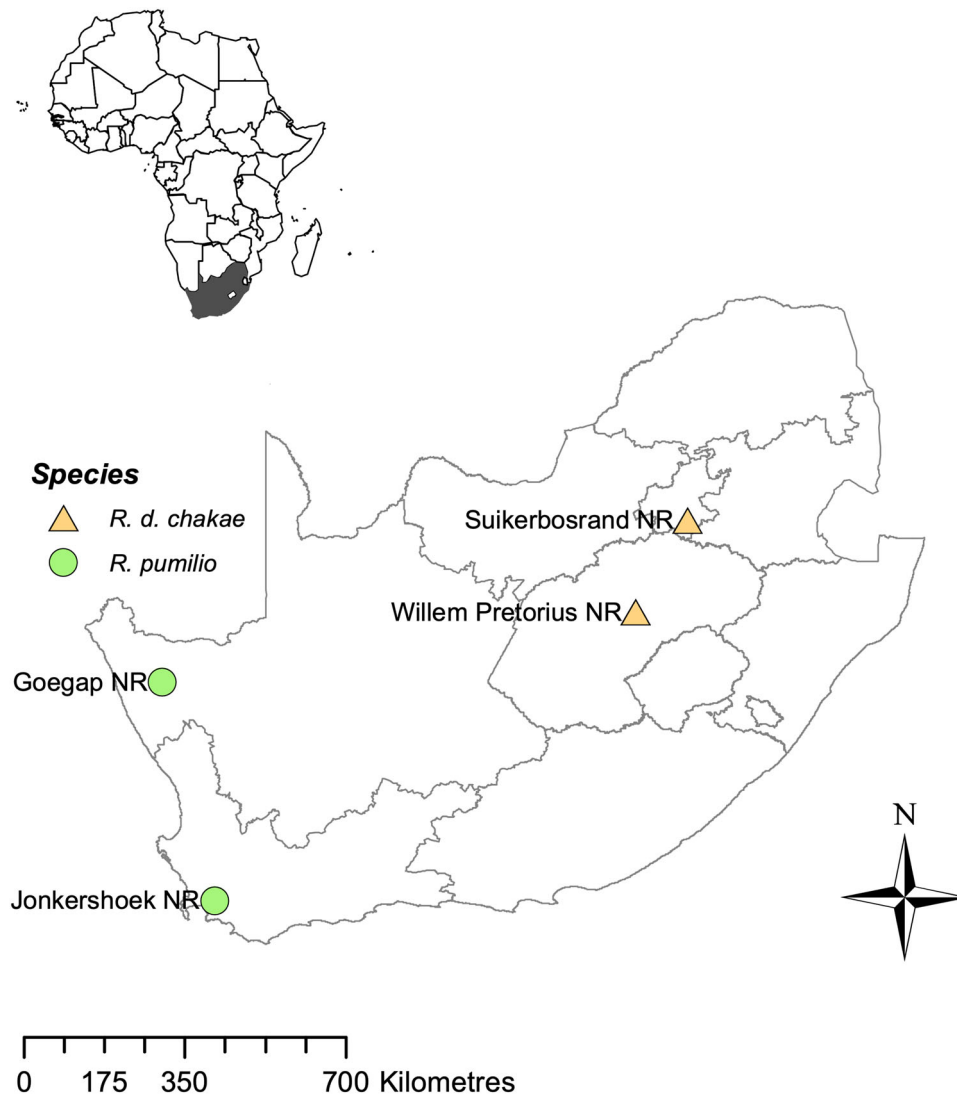 Species
R. d. chakae
R. pumilio
Suikerbosrand NR
Willem Pretorius NR
Goegap NR
Jonkershoek NR
N
0 175 350 700 Kilometres